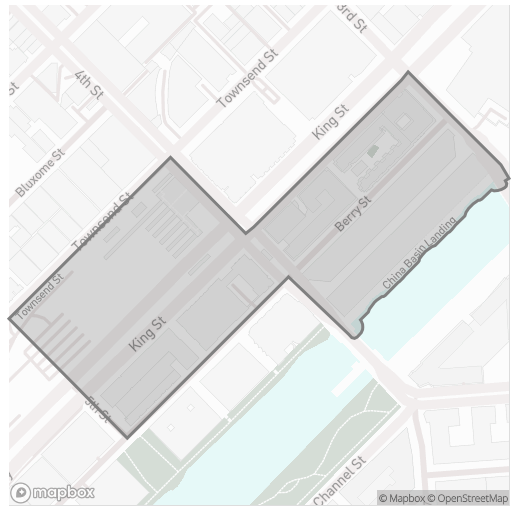 3rd St
4th St
Townsend St
St
King St
Bluxome St
Townsend St
Berry St
China Basin Landing
Townsend St
King St
5th St
Channel St
mapbox
© Mapbox © OpenStreetMap